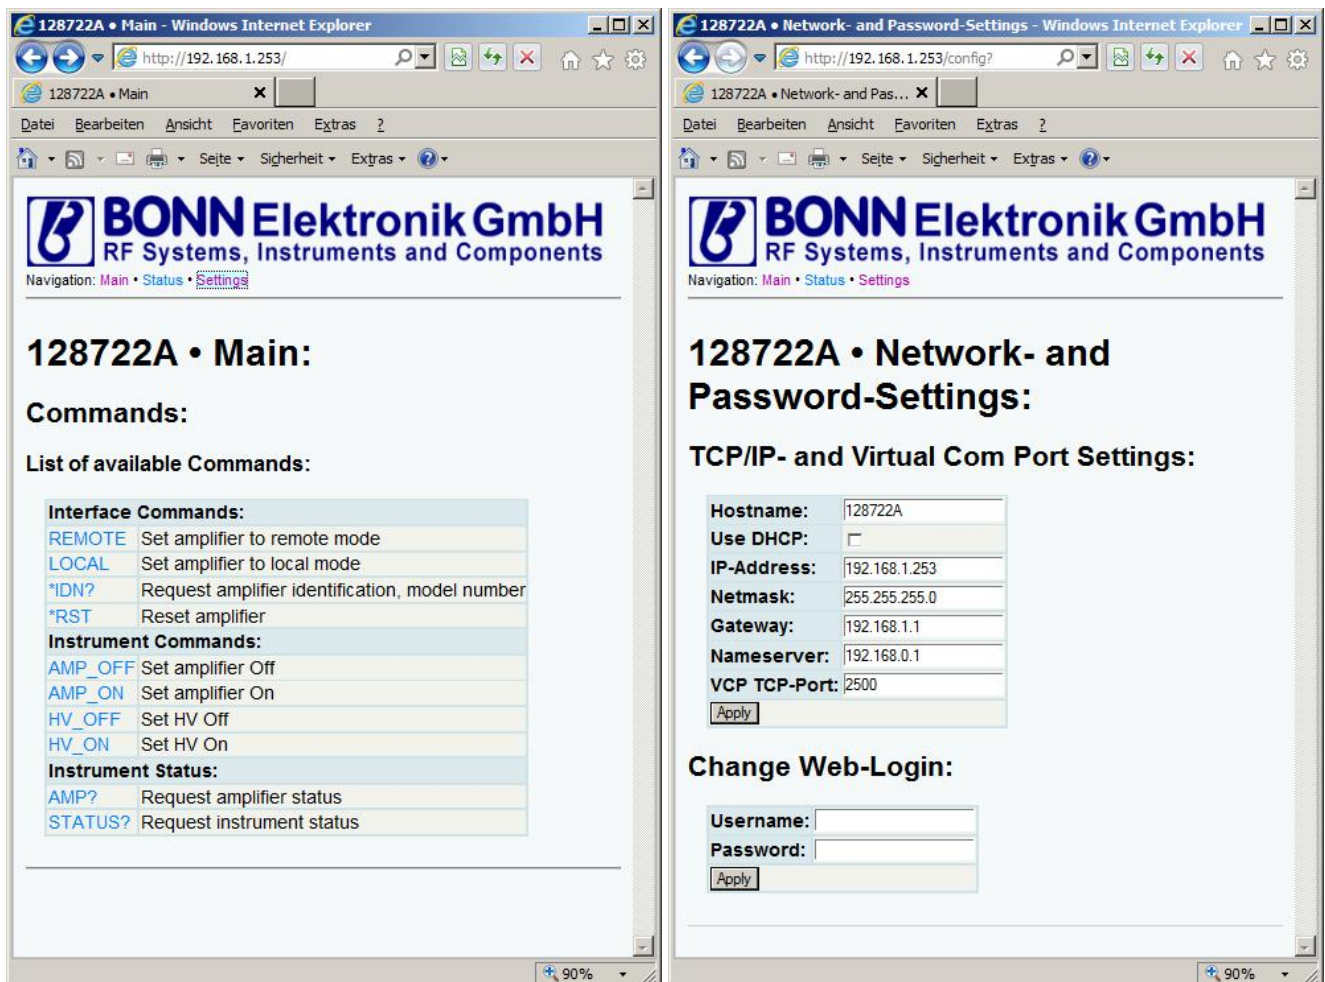 128722A • Main - Windows Internet Explorer
http://192.168.1.253/
128722A • Main
Datei Bearbeiten Ansicht Favoriten Extras ?
Seite Sicherheit Extras
BONN Elektronik GmbH
RF Systems, Instruments and Components
Navigation: Main • Status • Settings
128722A • Main:
Commands:
List of available Commands:
Interface Commands:
REMOTE Set amplifier to remote mode
LOCAL Set amplifier to local mode
*IDN? Request amplifier identification, model number
*RST Reset amplifier
Instrument Commands:
AMP_OFF Set amplifier Off
AMP_ON Set amplifier On
HV_OFF Set HV Off
HV_ON Set HV On
Instrument Status:
AMP? Request amplifier status
STATUS? Request instrument status
90%
128722A • Network- and Password-Settings - Windows Internet Explorer
http://192.168.1.253/config?
128722A • Network- and Pas...
Datei Bearbeiten Ansicht Favoriten Extras ?
Seite Sicherheit Extras
BONN Elektronik GmbH
RF Systems, Instruments and Components
Navigation: Main • Status • Settings
128722A • Network- and
Password-Settings:
TCP/IP- and Virtual Com Port Settings:
Hostname: 128722A
Use DHCP:
IP-Address: 192.168.1.253
Netmask: 255.255.255.0
Gateway: 192.168.1.1
Nameserver: 192.168.0.1
VCP TCP-Port: 2500
Apply
Change Web-Login:
Username:
Password:
Apply
90%